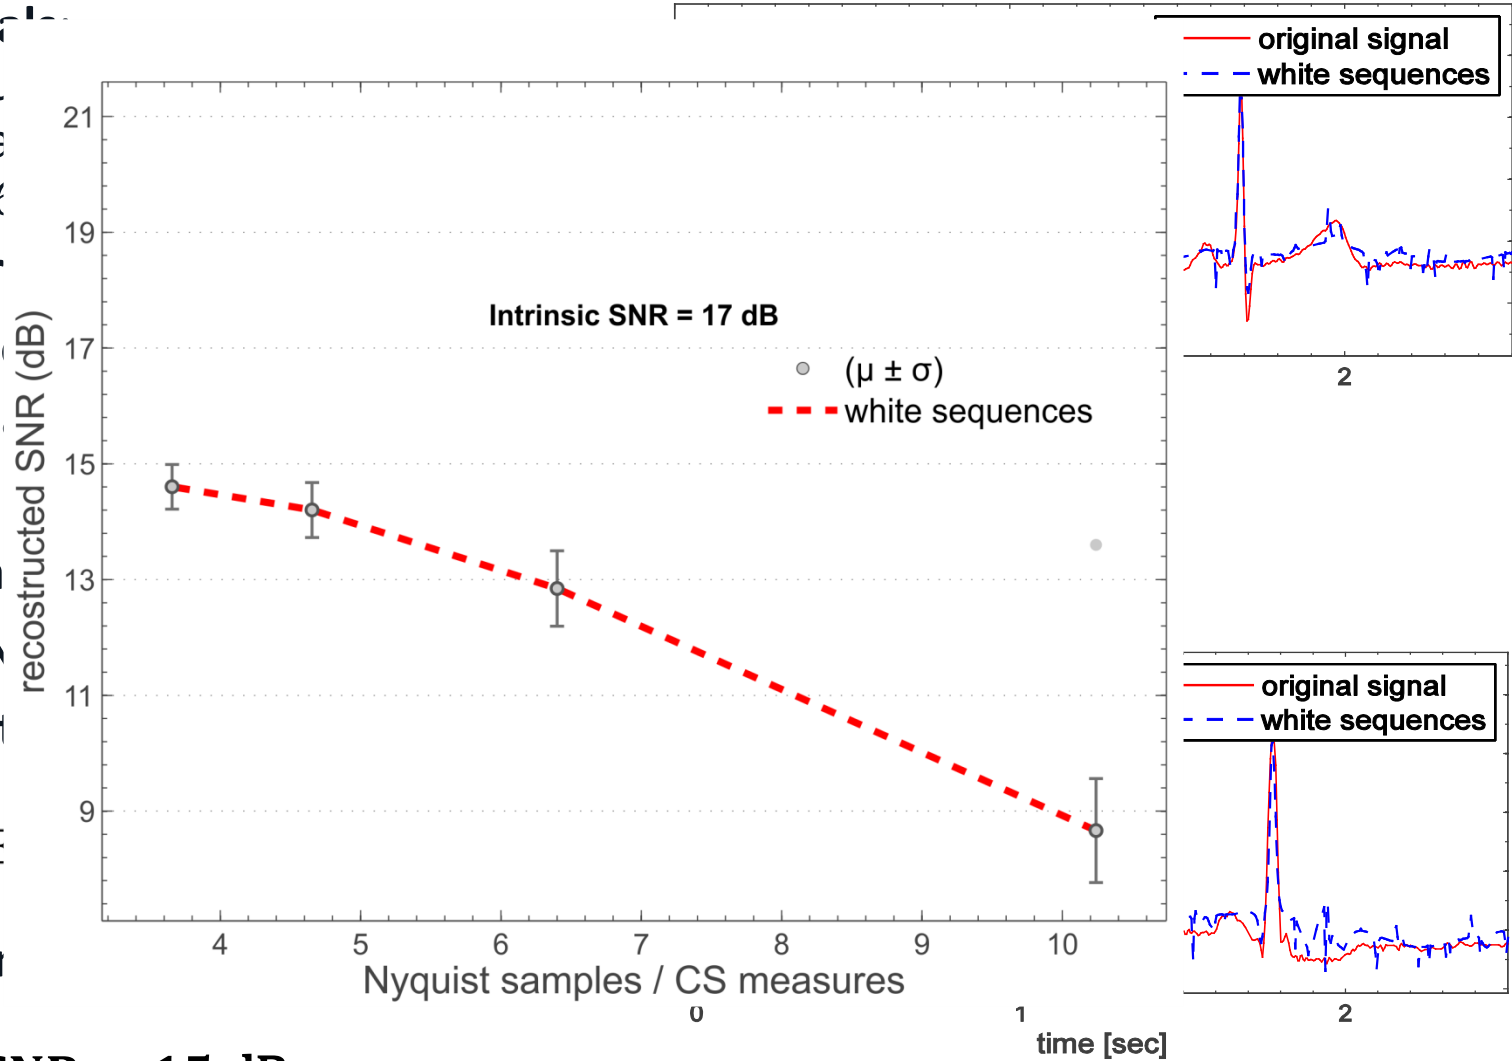 original signal
white sequences
21
19
17
15
13
11
9
recostructed SNR (dB)
Intrinsic SNR = 17 dB
(μ ± σ)
white sequences
4 5 6 7 8 9 10
Nyquist samples / CS measures
2
original signal
white sequences
0 1 2
time [sec]